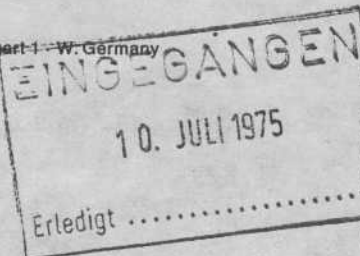 W. Germany
EINGEGANGEN
10. JULI 1975
Erledigt ....................